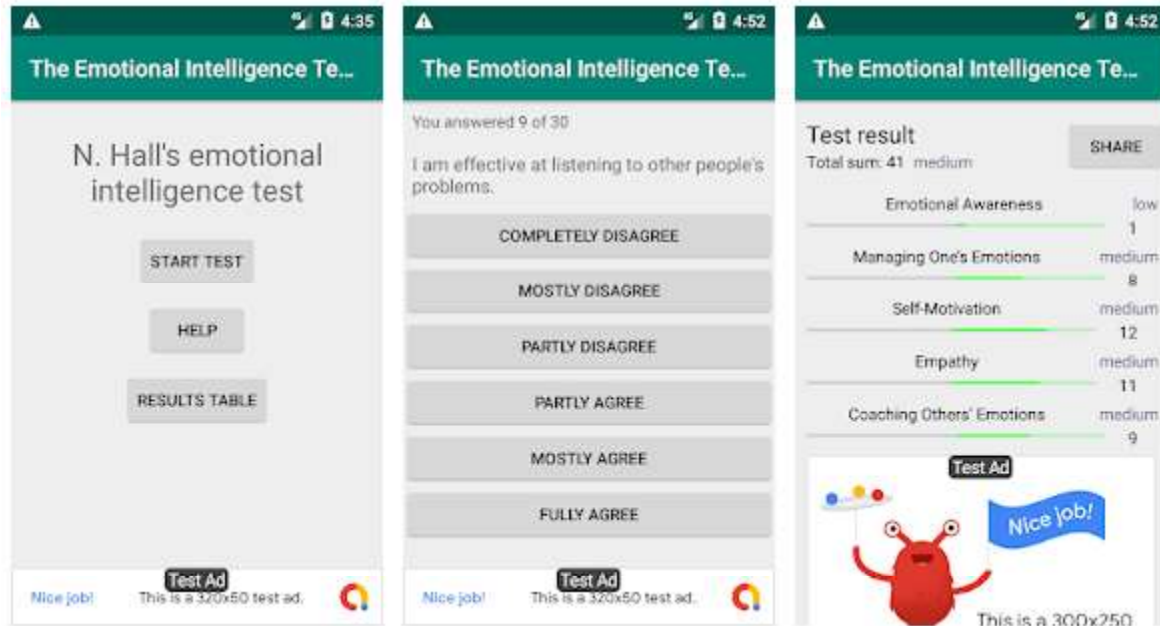 4:35
The Emotional Intelligence Te...
N. Hall's emotional
intelligence test
START TEST
HELP
RESULTS TABLE
Test Ad
Nice job!
This is a 320x50 test ad.
4:52
The Emotional Intelligence Te...
You answered 9 of 30
I am effective at listening to other people's
problems.
COMPLETELY DISAGREE
MOSTLY DISAGREE
PARTLY DISAGREE
PARTLY AGREE
MOSTLY AGREE
FULLY AGREE
Test Ad
Nice job!
This is a 320x50 test ad.
4:52
The Emotional Intelligence Te...
Test result
SHARE
Total sum: 41 medium
Emotional Awareness low
1
Managing One's Emotions medium
8
Self-Motivation medium
12
Empathy medium
11
Coaching Others' Emotions medium
9
Test Ad
Nice job!
This is a 300x250